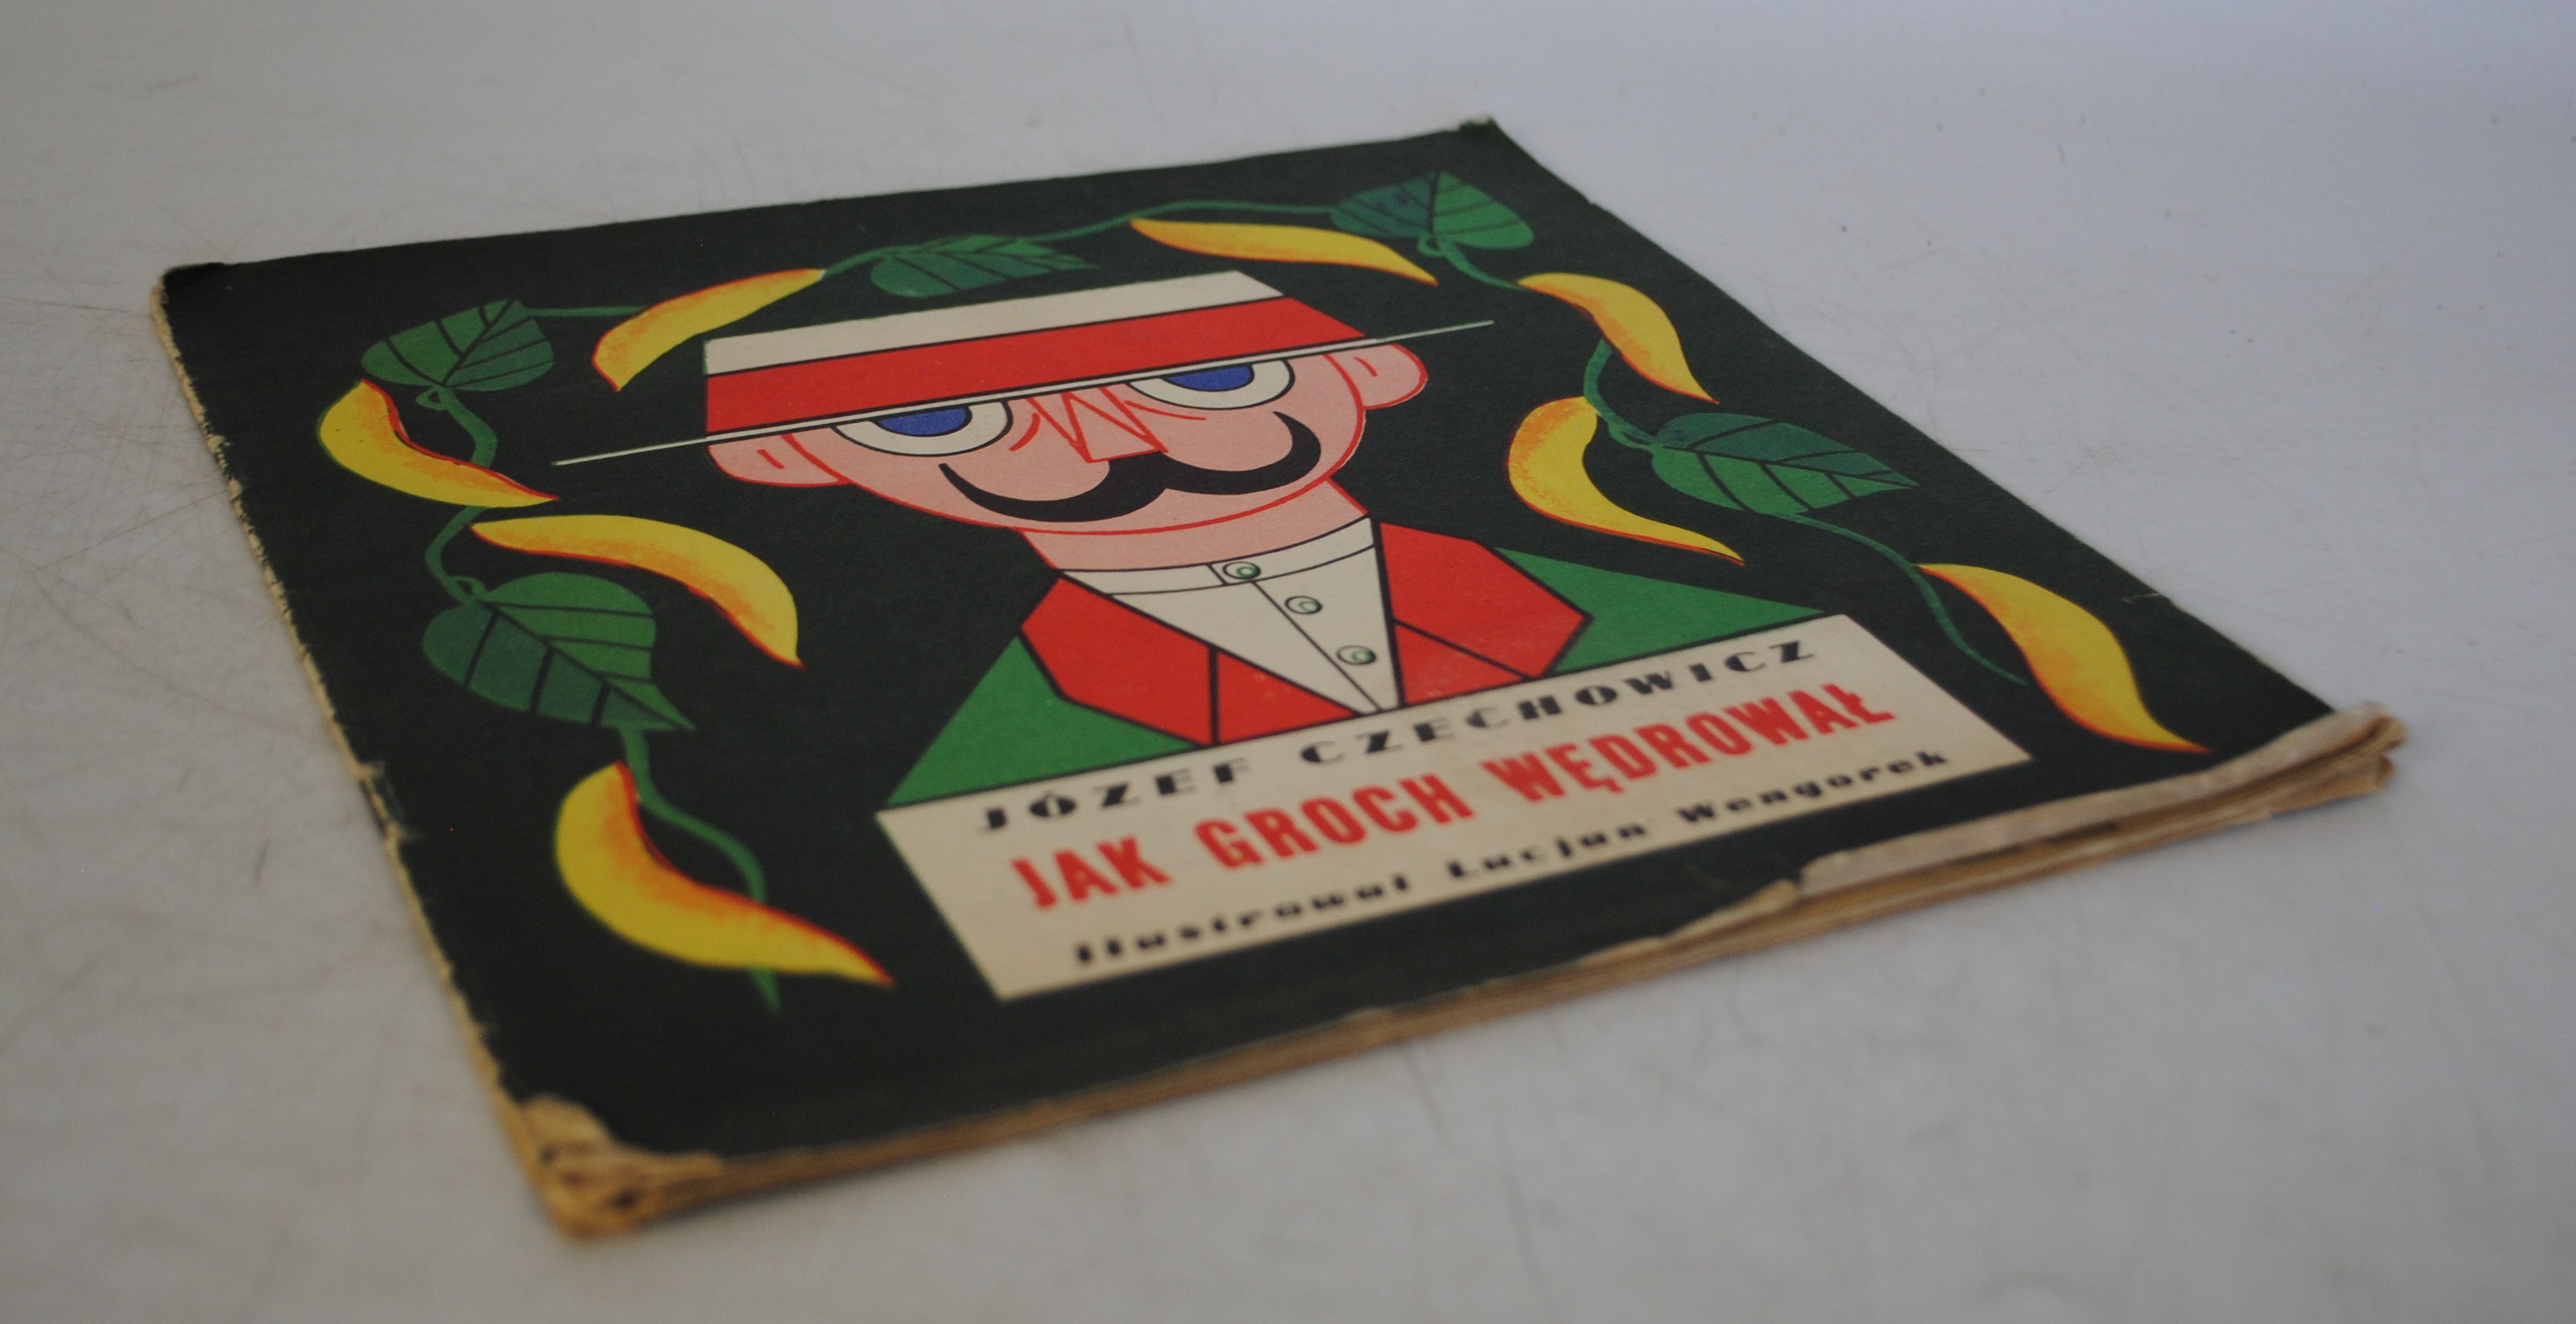 JÓZEF CZECHOWICZ
JAK GROCH WĘDROWAŁ
Ilustrował Lucjan Wengorek